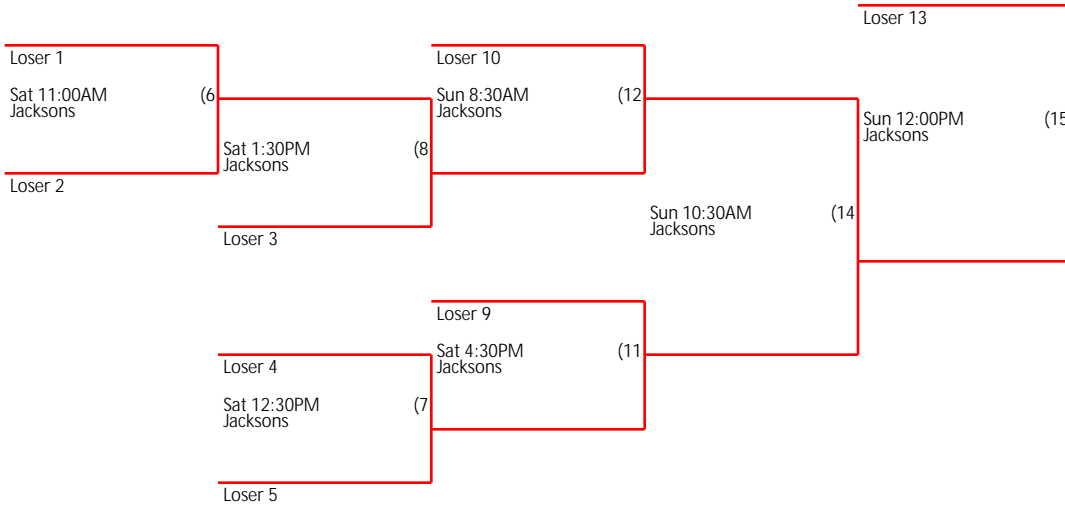 Loser 13
Loser 1
Loser 10
Sat 11:00AM (6
Jacksons
Sun 8:30AM (12
Jacksons
Sun 12:00PM (15
Jacksons
Sat 1:30PM (8
Jacksons
Loser 2
Sun 10:30AM (14
Jacksons
Loser 3
Loser 9
Sat 4:30PM (11
Jacksons
Loser 4
Sat 12:30PM (7
Jacksons
Loser 5